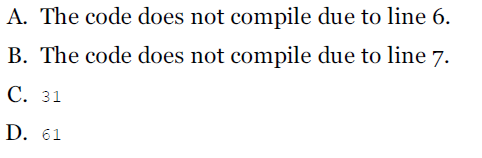 A. The code does not compile due to line 6.
B. The code does not compile due to line 7.
C. 31
D. 61